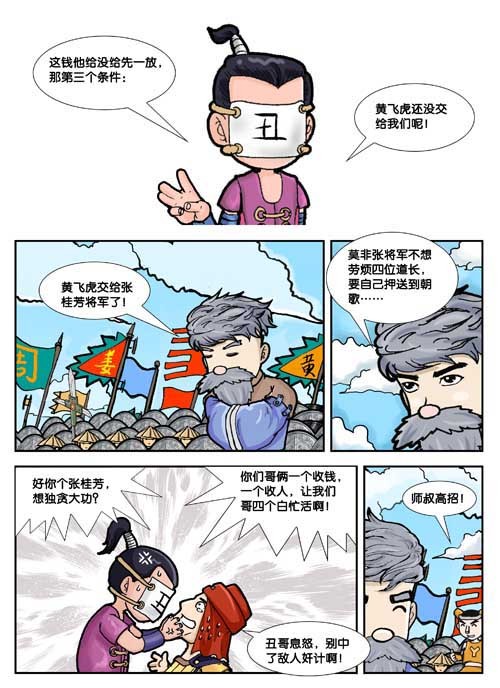 这钱他给没给先一放，
那第三个条件：
丑
黄飞虎还没交
给我们呢！
黄飞虎交给张
桂芳将军了！
周
姜
黄
莫非张将军不想
劳烦四位道长，
要自己押送到朝
歌……
好你个张桂芳，
想独贪大功？
你们哥俩一个收钱，
一个收人，让我们
哥四个白忙活啊！
丑哥息怒，别中
了敌人奸计啊！
师叔高招！